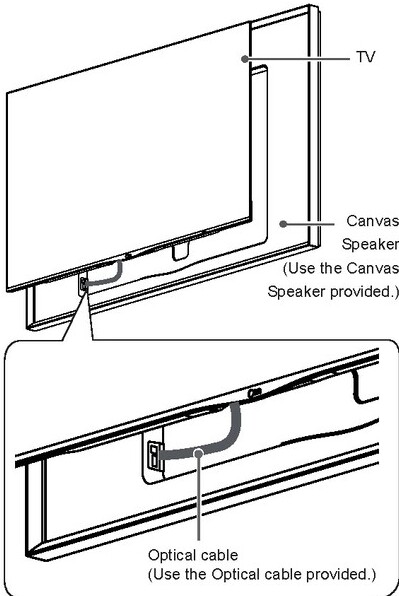 TV
Canvas
Speaker
(Use the Canvas
Speaker provided.)
Optical cable
(Use the Optical cable provided.)